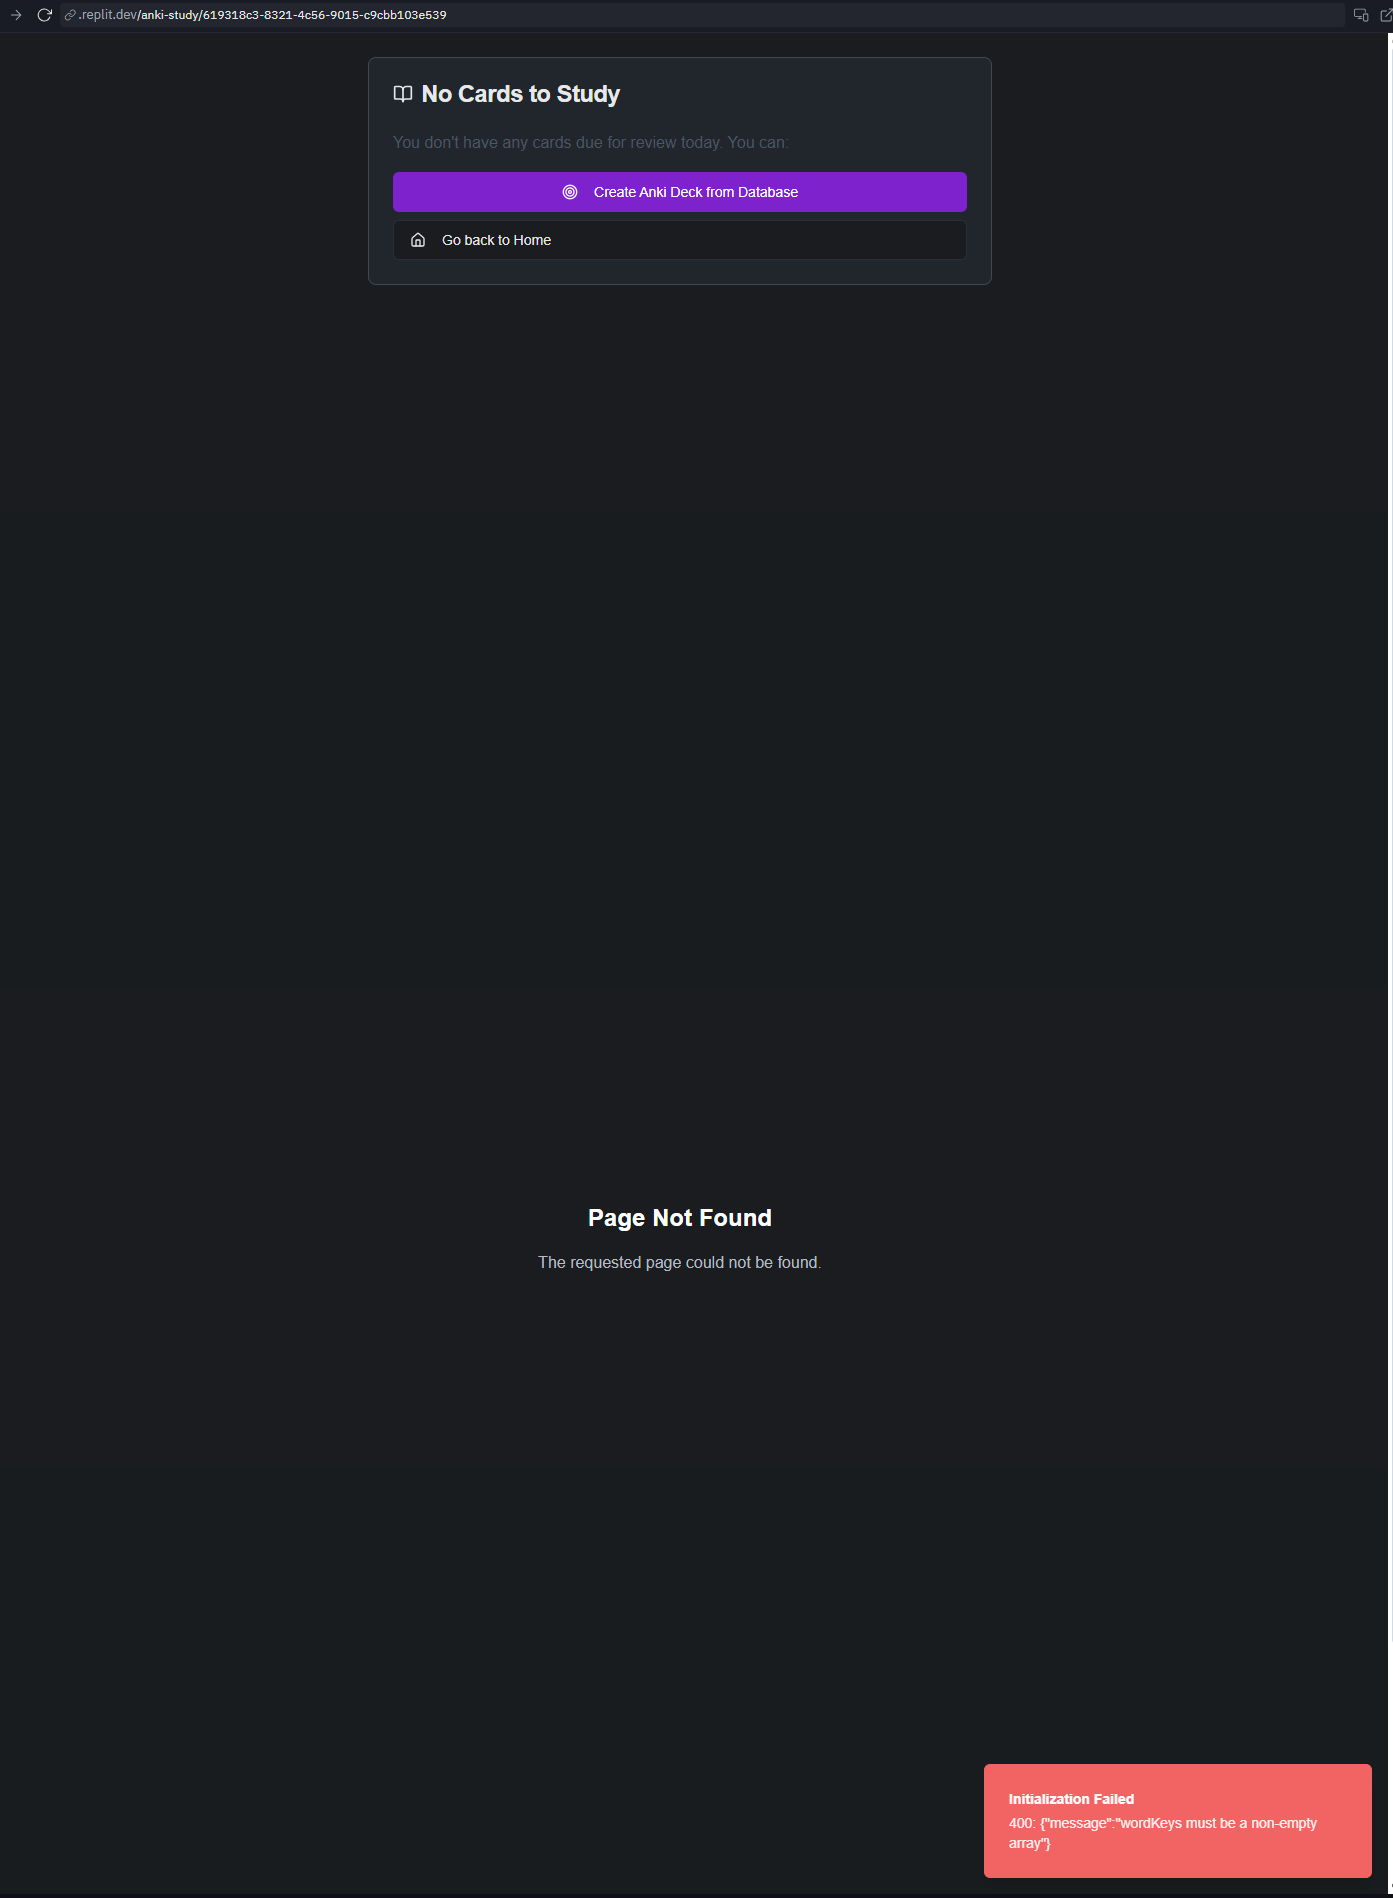 .replit.dev/anki-study/619318c3-8321-4c56-9015-c9cbb103e539
No Cards to Study
You don't have any cards due for review today. You can:
Create Anki Deck from Database
Go back to Home
Page Not Found
The requested page could not be found.
Initialization Failed
400: {"message":"wordKeys must be a non-empty
array"}